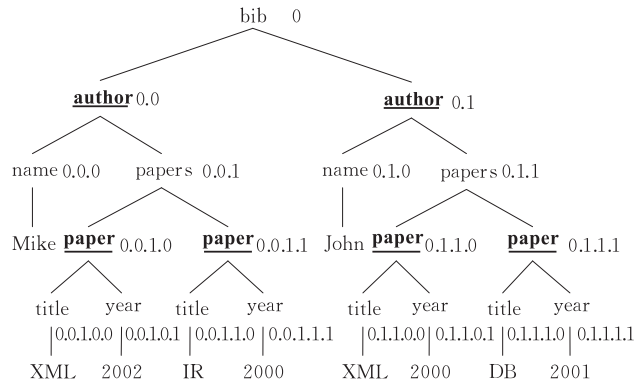 bib 0
author 0.0 author 0.1
name 0.0.0 papers 0.0.1 name 0.1.0 papers 0.1.1
Mike paper 0.0.1.0 paper 0.0.1.1 John paper 0.1.1.0 paper 0.1.1.1
title year title year title year title year
0.0.1.0.0 0.0.1.0.1 0.0.1.1.0 0.0.1.1.1 0.1.1.0.0 0.1.1.0.1 0.1.1.1.0 0.1.1.1.1
XML 2002 IR 2000 XML 2000 DB 2001